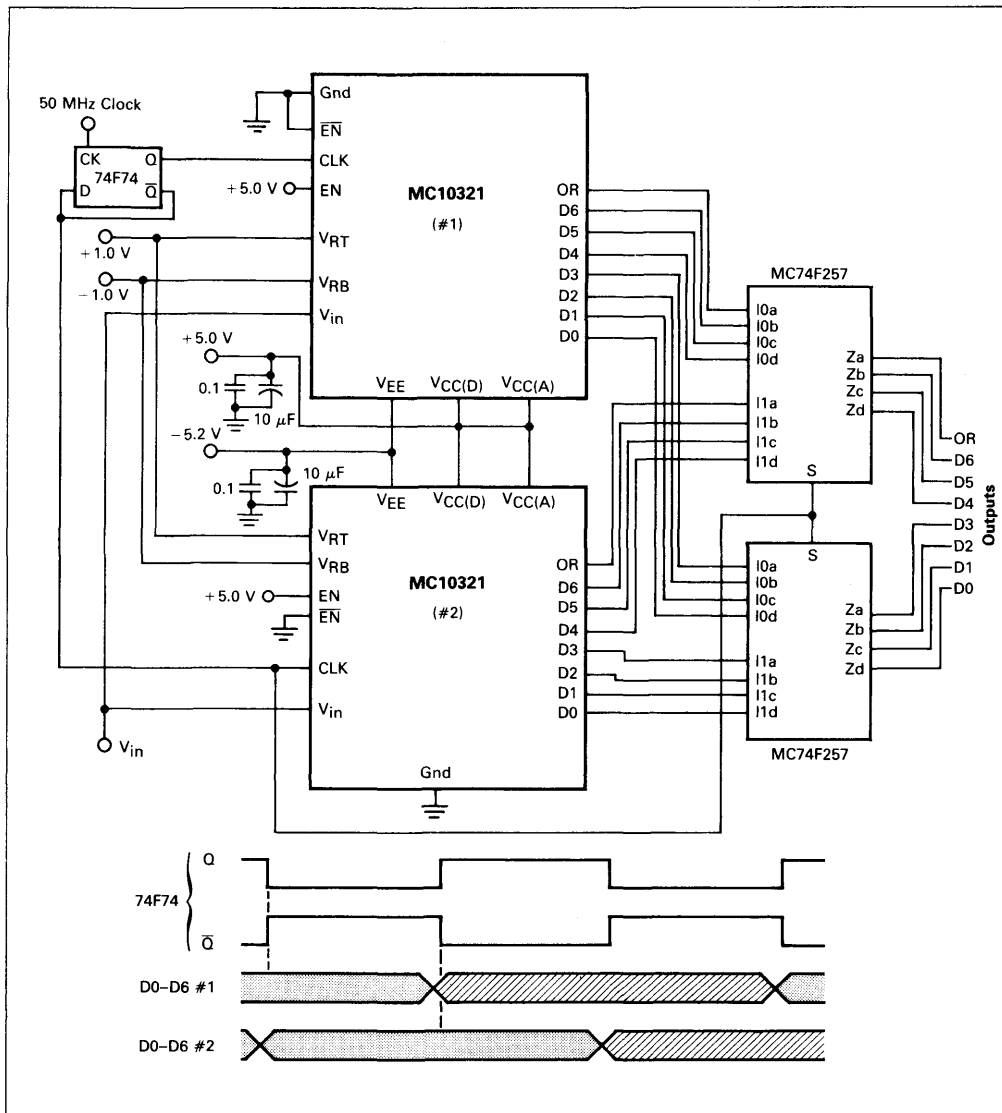 50 MHz Clock
CK Q
74F74
D Q̅
+5.0 V
+1.0 V
−1.0 V
+5.0 V
0.1
10 µF
−5.2 V
0.1
10 µF
+5.0 V
Vin
Gnd
E̅N̅
CLK
EN
VRT
VRB
Vin
MC10321
(#1)
OR
D6
D5
D4
D3
D2
D1
D0
VEE VCC(D) VCC(A)
VEE VCC(D) VCC(A)
VRT
VRB
EN
E̅N̅
CLK
Vin
MC10321
(#2)
OR
D6
D5
D4
D3
D2
D1
D0
Gnd
MC74F257
I0a
I0b
I0c
I0d
I1a
I1b
I1c
I1d
Za
Zb
Zc
Zd
S
S
I0a
I0b
I0c
I0d
I1a
I1b
I1c
I1d
Za
Zb
Zc
Zd
MC74F257
OR
D6
D5
D4
D3
D2
D1
D0
Outputs
74F74
Q
Q̅
D0–D6 #1
D0–D6 #2